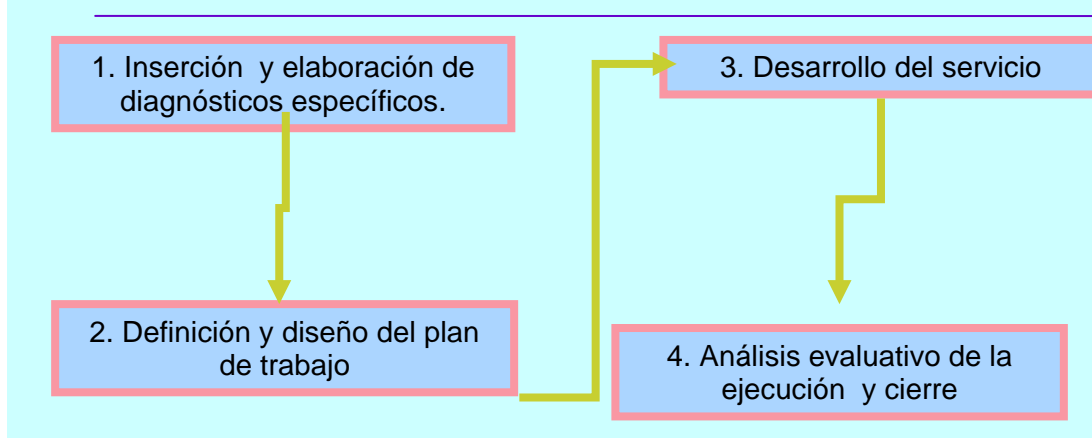 1. Inserción  y elaboración de
diagnósticos específicos.
2. Definición y diseño del plan
de trabajo
3. Desarrollo del servicio
4. Análisis evaluativo de la
ejecución  y cierre